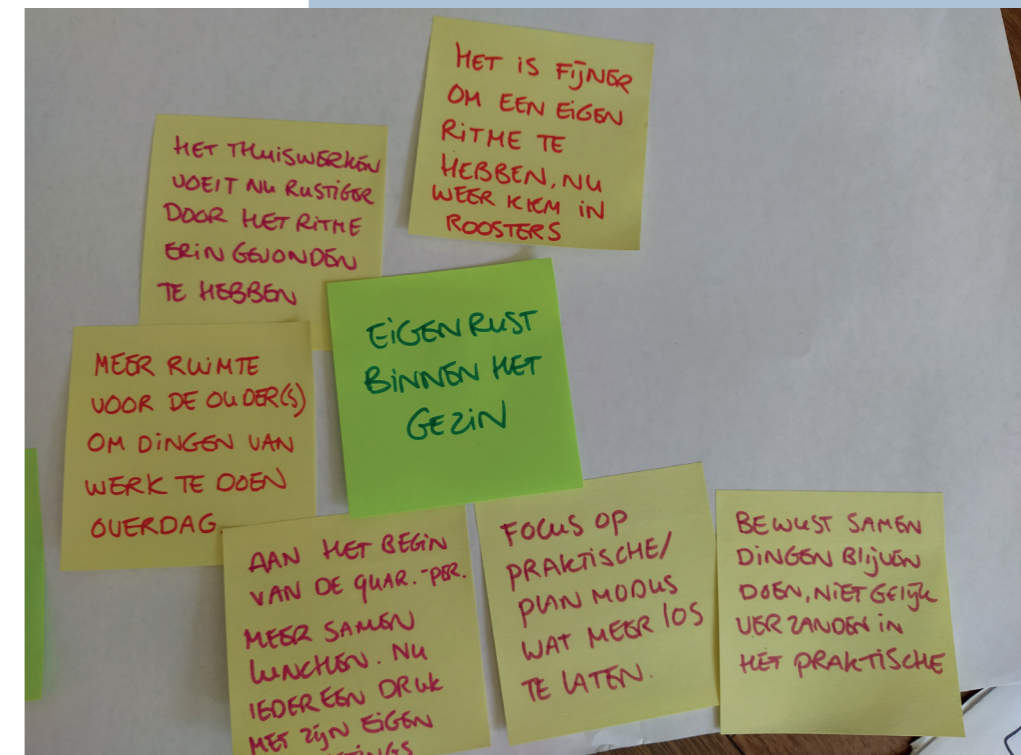 HET IS FIJNER
OM EEN EIGEN
RITME TE
HEBBEN, NU
WEER KLEM IN
ROOSTERS
HET THUISWERKEN
VOELT NU RUSTIGER
DOOR HET RITME
ERIN GEVONDEN
TE HEBBEN
EIGEN RUST
BINNEN HET
GEZIN
MEER RUIMTE
VOOR DE OUDER(S)
OM DINGEN VAN
WERK TE DOEN
OVERDAG
AAN HET BEGIN
VAN DE QUAR.-PER.
MEER SAMEN
LUNCHEN. NU
IEDEREEN DRUK
MET ZIJN EIGEN
FOCUS OP
PRAKTISCHE/
PLAN MODUS
WAT MEER LOS
TE LATEN.
BEWUST SAMEN
DINGEN BLIJVEN
DOEN, NIET GELIJK
VERZANDEN IN
HET PRAKTISCHE